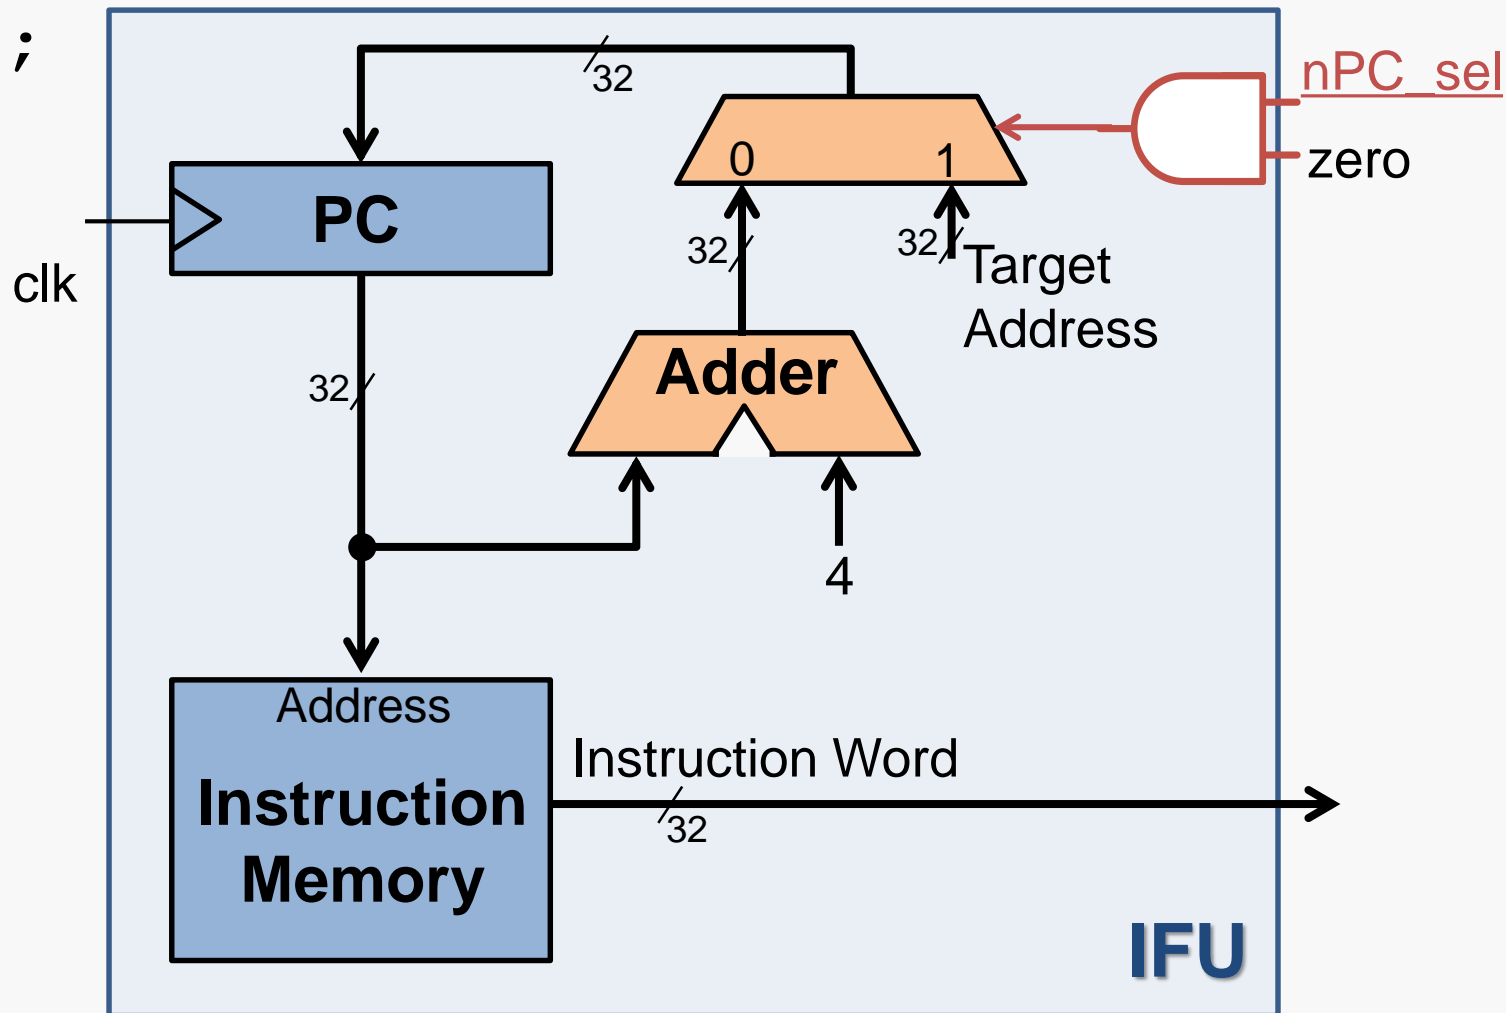 ;
32
nPC_sel
0
1
zero
PC
32
32
Target
Address
clk
Adder
32
4
Address
Instruction Word
Instruction
32
Memory
IFU